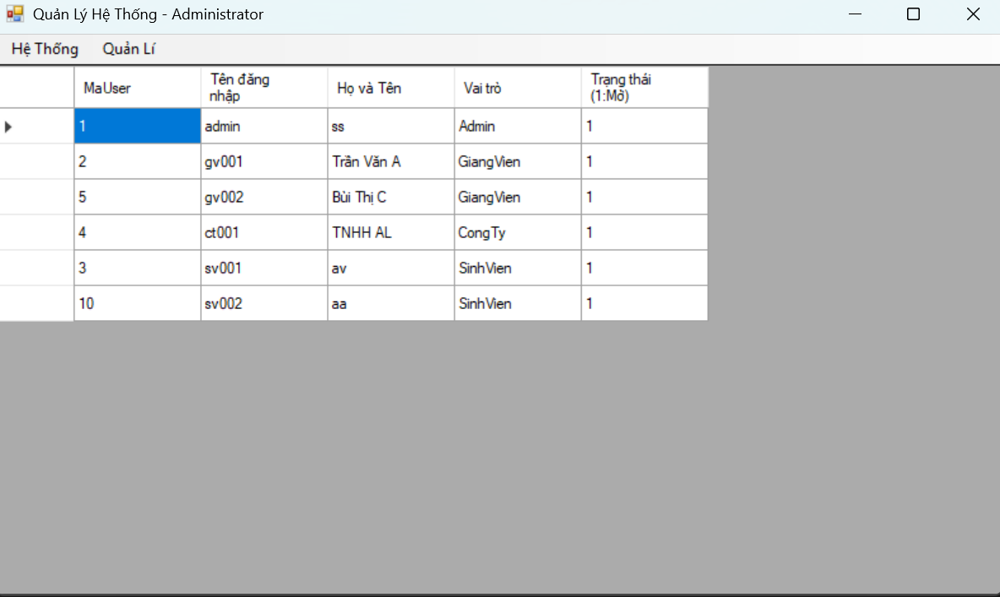 Quản Lý Hệ Thống - Administrator
Hệ Thống Quản Lí
MaUser Tên đăng nhập Họ và Tên Vai trò Trạng thái (1:Mở)
1 admin ss Admin 1
2 gv001 Trần Văn A GiangVien 1
5 gv002 Bùi Thị C GiangVien 1
4 ct001 TNHH AL CongTy 1
3 sv001 av SinhVien 1
10 sv002 aa SinhVien 1